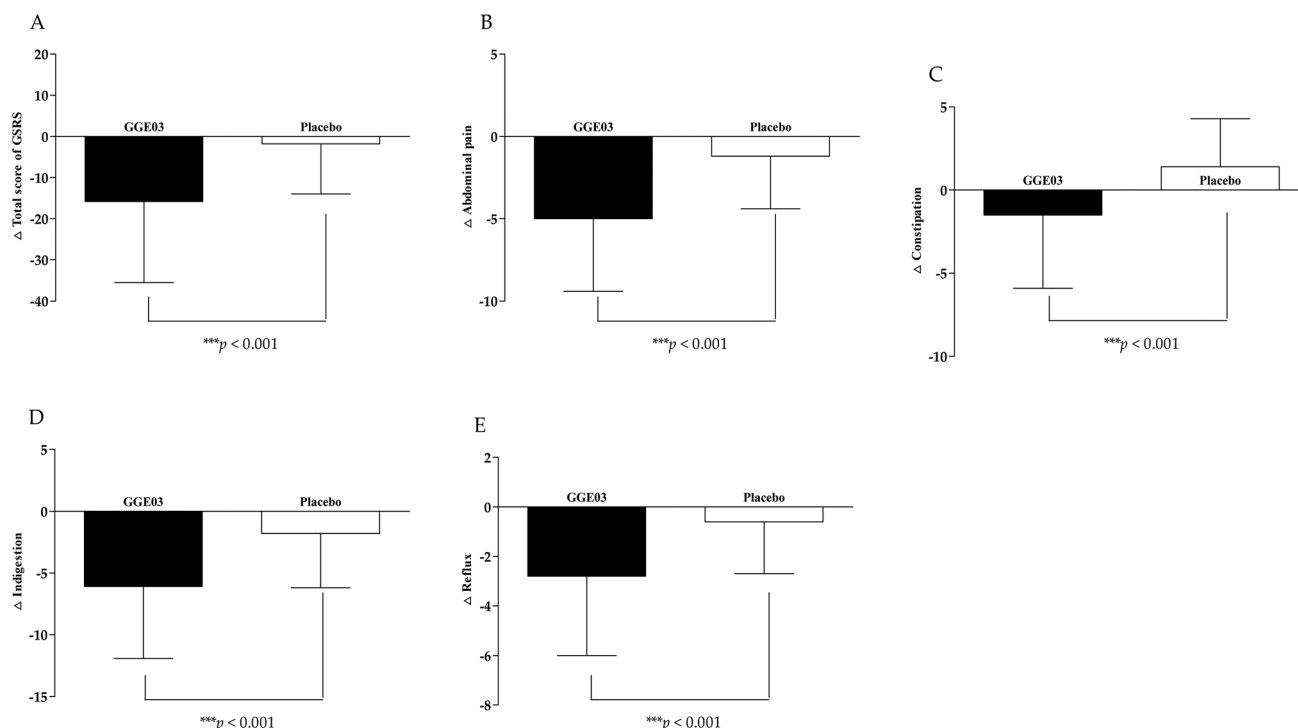 A
△ Total score of GSRS
20
10
0
-10
-20
-30
-40
GGE03
Placebo
***p < 0.001
B
△ Abdominal pain
5
0
-5
-10
GGE03
Placebo
***p < 0.001
C
△ Constipation
5
0
-5
-10
GGE03
Placebo
***p < 0.001
D
△ Indigestion
5
0
-5
-10
-15
GGE03
Placebo
***p < 0.001
E
△ Reflux
2
0
-2
-4
-6
-8
GGE03
Placebo
***p < 0.001